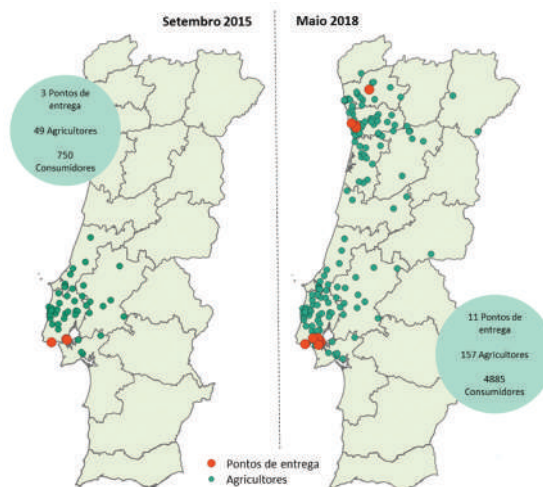 Setembro 2015
Maio 2018
3 Pontos de
entrega
49 Agricultores
750
Consumidores
11 Pontos de
entrega
157 Agricultores
4885
Consumidores
Pontos de entrega
Agricultores